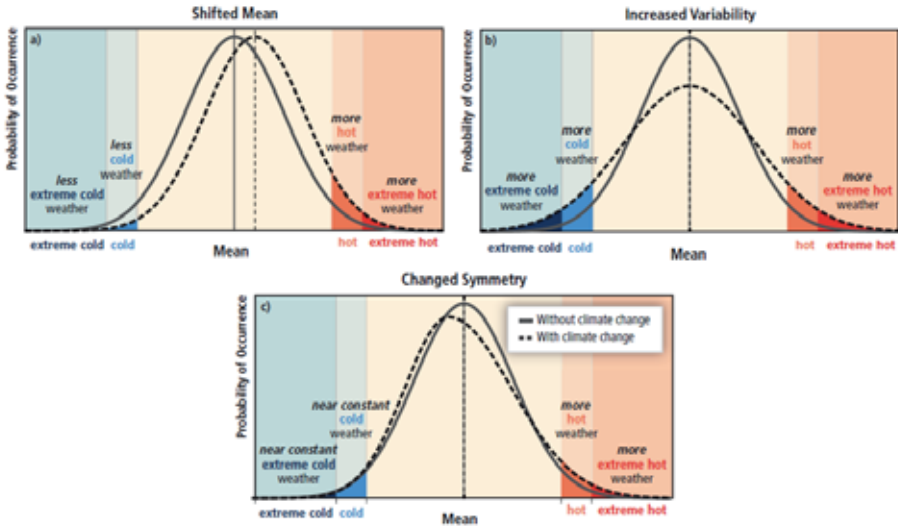 Shifted Mean
a)
Probability of Occurrence
less
cold
weather
less
extreme cold
weather
more
hot
weather
more
extreme hot
weather
extreme cold
cold
hot
extreme hot
Mean
Increased Variability
b)
Probability of Occurrence
more
cold
weather
more
extreme cold
weather
more
hot
weather
more
extreme hot
weather
extreme cold
cold
hot
extreme hot
Mean
Changed Symmetry
c)
Probability of Occurrence
Without climate change
With climate change
near constant
cold
weather
near constant
extreme cold
weather
more
hot
weather
more
extreme hot
weather
extreme cold
cold
hot
extreme hot
Mean